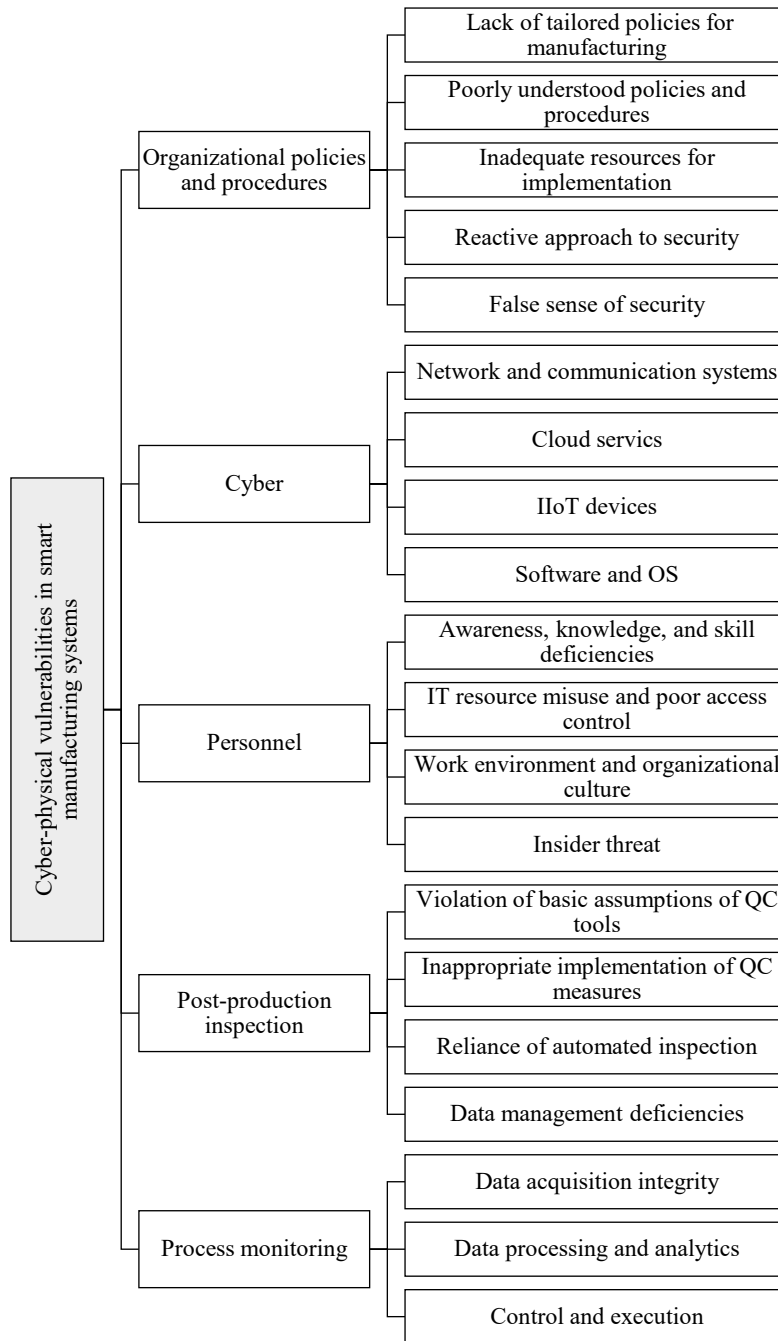 Cyber-physical vulnerabilities in smart
manufacturing systems
Organizational policies
and procedures
Lack of tailored policies for
manufacturing
Poorly understood policies and
procedures
Inadequate resources for
implementation
Reactive approach to security
False sense of security
Cyber
Network and communication systems
Cloud servics
IIoT devices
Software and OS
Personnel
Awareness, knowledge, and skill
deficiencies
IT resource misuse and poor access
control
Work environment and organizational
culture
Insider threat
Post-production
inspection
Violation of basic assumptions of QC
tools
Inappropriate implementation of QC
measures
Reliance of automated inspection
Data management deficiencies
Process monitoring
Data acquisition integrity
Data processing and analytics
Control and execution